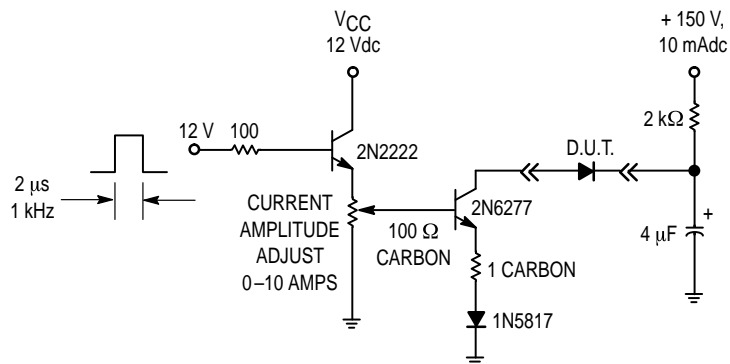 VCC
12 Vdc
+ 150 V,
10 mAdc
12 V
100
2N2222
2 kΩ
D.U.T.
2 μs
1 kHz
CURRENT
AMPLITUDE
ADJUST
0–10 AMPS
100 Ω
CARBON
2N6277
+
4 μF
1 CARBON
1N5817